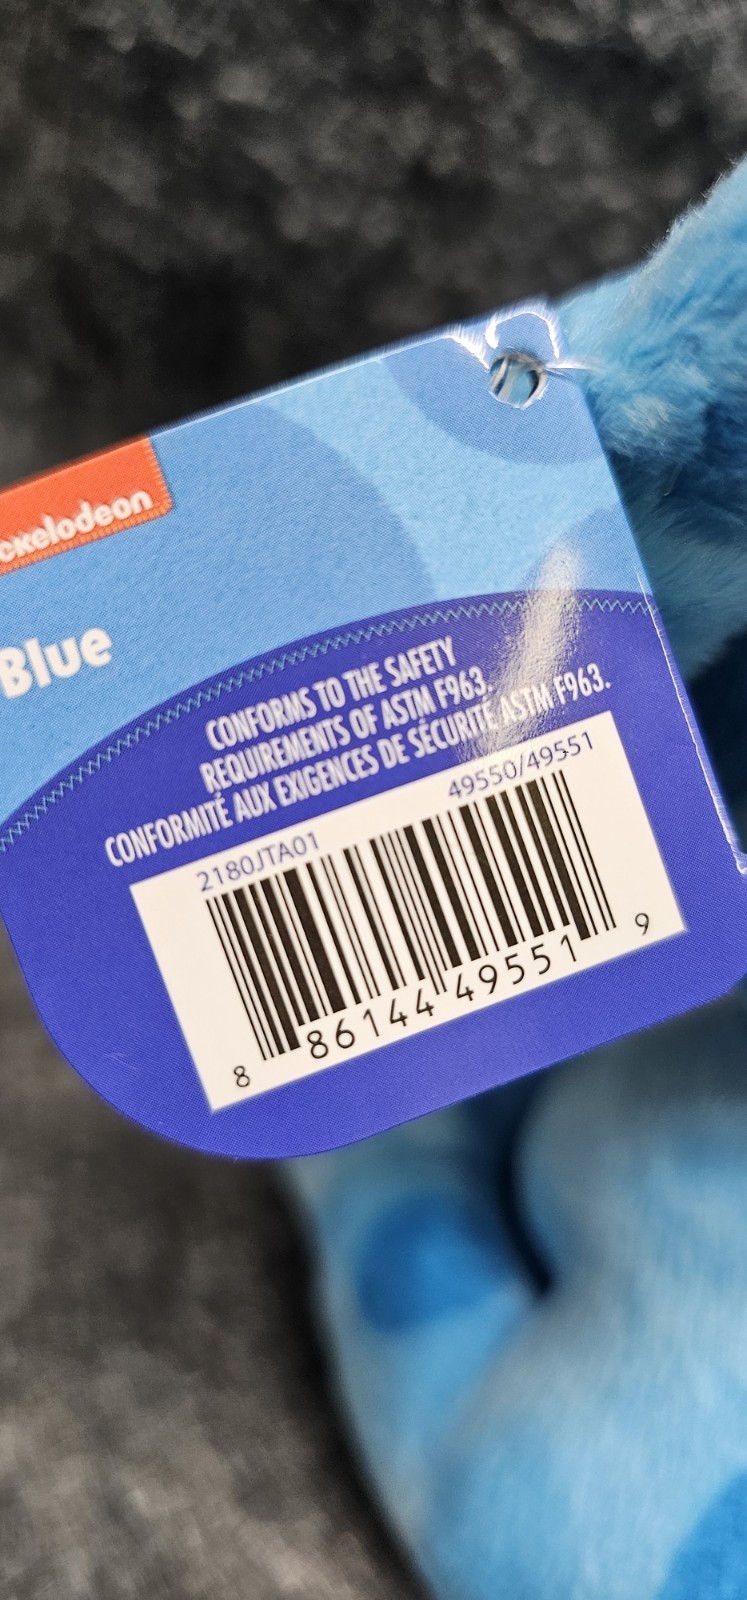 ckelodeon
Blue
CONFORMS TO THE SAFETY
REQUIREMENTS OF ASTM F963.
CONFORMITÉ AUX EXIGENCES DE SÉCURITÉ ASTM F963.
2180JTA01 49550/49551
8 86144 49551 9